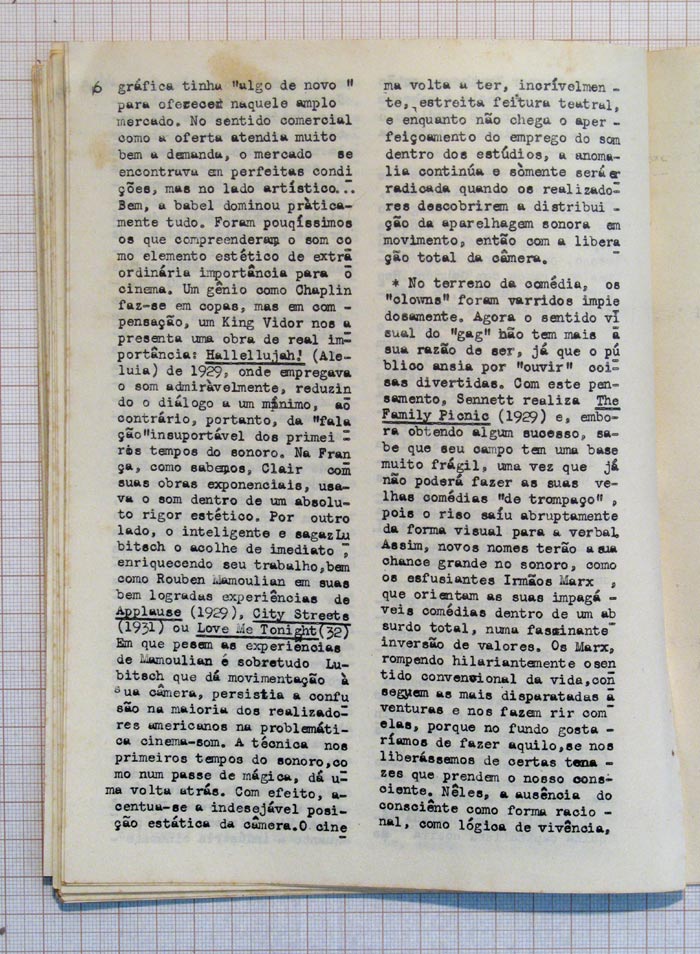 6
gráfica tinha "algo de novo "
para oferecer naquele amplo
mercado. No sentido comercial
como a oferta atendia muito
bem a demanda, o mercado se
encontrava em perfeitas condi
ções, mas no lado artístico...
Bem, a babel dominou pràtica-
mente tudo. Foram pouqíssimos
os que compreenderam o som co
mo elemento estético de extra
ordinária importância para o
cinema. Um gênio como Chaplin
faz-se em copas, mas em com -
pensação, um King Vidor nos a
presenta uma obra de real im-
portância: Hallellujah! (Ale-
luia) de 1929, onde empregava
o som admiràvelmente, reduzin
do o diálogo a um mínimo, ao
contrário, portanto, da "fala
ção"insuportável dos primei -
ros tempos do sonoro. Na Fran
ça, como sabemos, Clair com
suas obras exponenciais, usa-
va o som dentro de um absolu-
to rigor estético. Por outro
lado, o inteligente e sagazLu
bitsch o acolhe de imediato ,
enriquecendo seu trabalho,bem
como Rouben Mamoulian em suas
bem logradas experiências de
Applause (1929), City Streets
(1931) ou Love Me Tonight(32)
Em que pesem as experiências
de Mamoulian é sobretudo Lu-
bitsch que dá movimentação à
sua câmera, persistia a confu
são na maioria dos realizado-
res americanos na problemáti-
ca cinema-som. A técnica nos
primeiros tempos do sonoro,co
mo num passe de mágica, dá u-
ma volta atrás. Com efeito, a-
centua-se a indesejável posi-
ção estática da câmera.O cine
ma volta a ter, incrívelmen -
te, estreita feitura teatral,
e enquanto não chega o aper -
feiçoamento do emprego do som
dentro dos estúdios, a anoma-
lia continúa e sòmente será e
radicada quando os realizado-
res descobrirem a distribui -
ção da aparelhagem sonora em
movimento, então com a libera
ção total da câmera.
* No terreno da comédia, os
"clowns" foram varridos impie
dosamente. Agora o sentido vi
sual do "gag" não tem mais a
sua razão de ser, já que o pú
blico ansia por "ouvir" coi-
sas divertidas. Com este pen-
samento, Sennett realiza The
Family Picnic (1929) e, embo-
ra obtendo algum sucesso, sa-
be que seu campo tem uma base
muito frágil, uma vez que já
não poderá fazer as suas ve-
lhas comédias "de trompaço" ,
pois o riso saíu abruptamente
da forma visual para a verbal.
Assim, novos nomes terão a sua
chance grande no sonoro, como
os esfusiantes Irmãos Marx ,
que orientam as suas impagá -
veis comédias dentro de um ab
surdo total, numa fascinante
inversão de valores. Os Marx,
rompendo hilariantemente o sen
tido convencional da vida,con
seguem as mais disparatadas a
venturas e nos fazem rir com
elas, porque no fundo gosta -
ríamos de fazer aquilo,se nos
liberássemos de certas tena -
zes que prendem o nosso cons-
ciente. Nêles, a ausência do
consciênte como forma racio -
nal, como lógica de vivência,